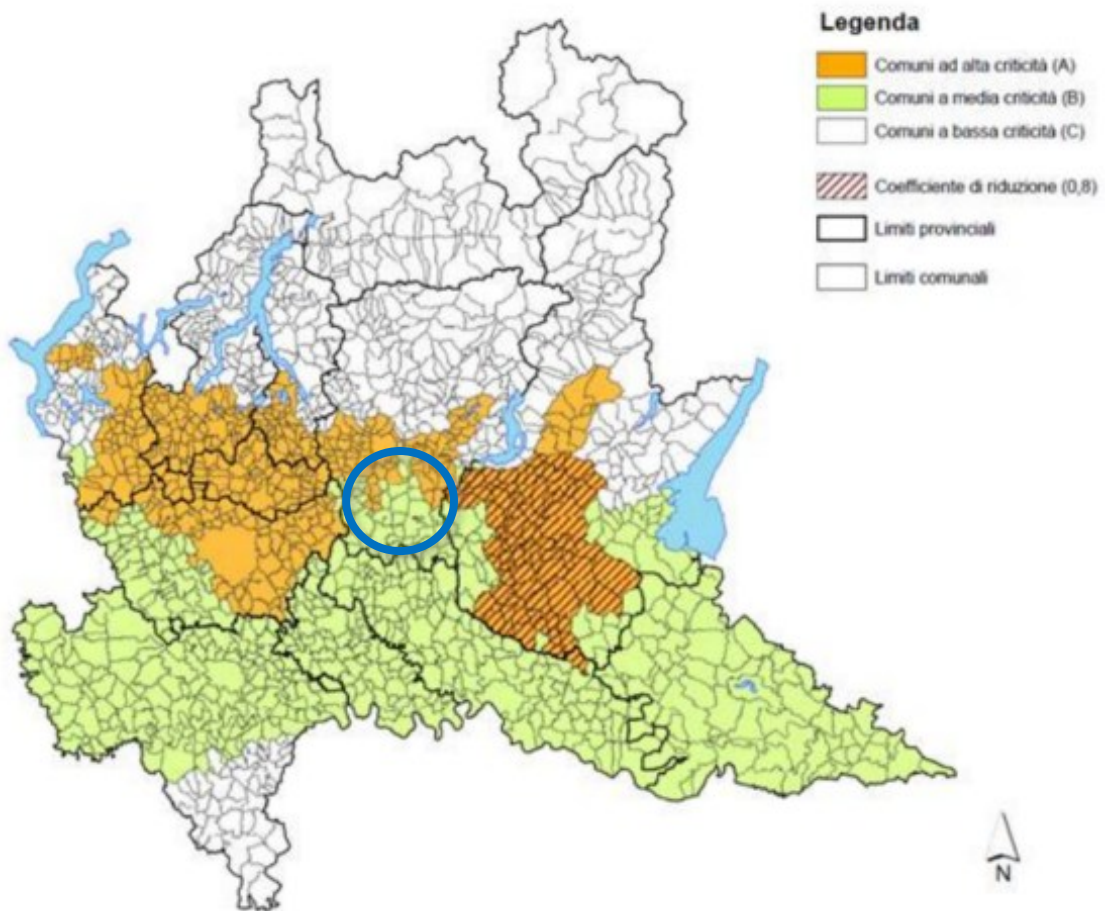 Legenda
Comuni ad alta criticità (A)
Comuni a media criticità (B)
Comuni a bassa criticità (C)
Coefficiente di riduzione (0,8)
Limiti provinciali
Limiti comunali
N